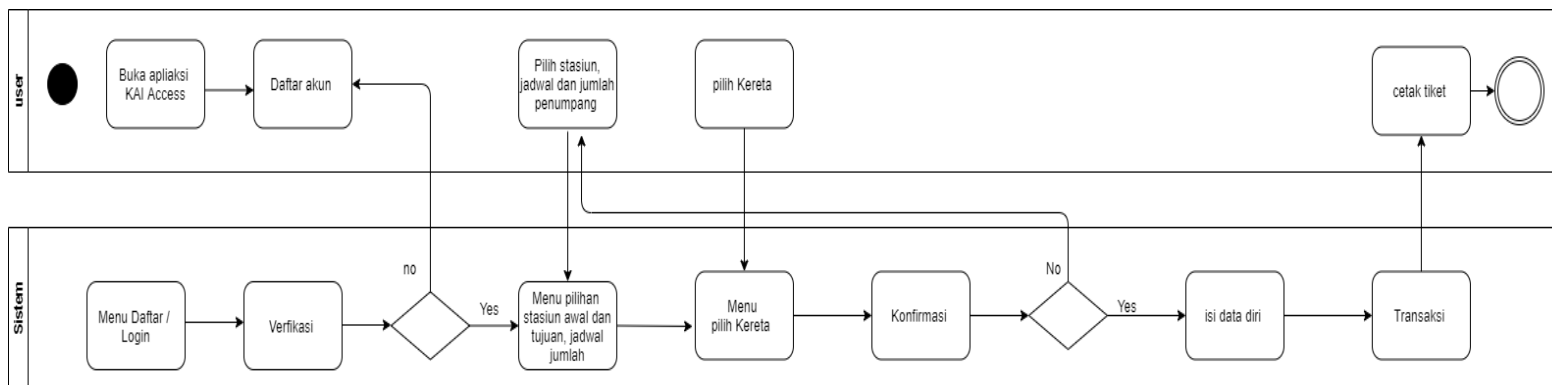 user
Buka apliaksi
KAI Access
Daftar akun
Pilih stasiun,
jadwal dan jumlah
penumpang
pilih Kereta
cetak tiket
Sistem
Menu Daftar /
Login
Verfikasi
no
Yes
Menu pilihan
stasiun awal dan
tujuan, jadwal
jumlah
Menu
pilih Kereta
Konfirmasi
No
Yes
isi data diri
Transaksi